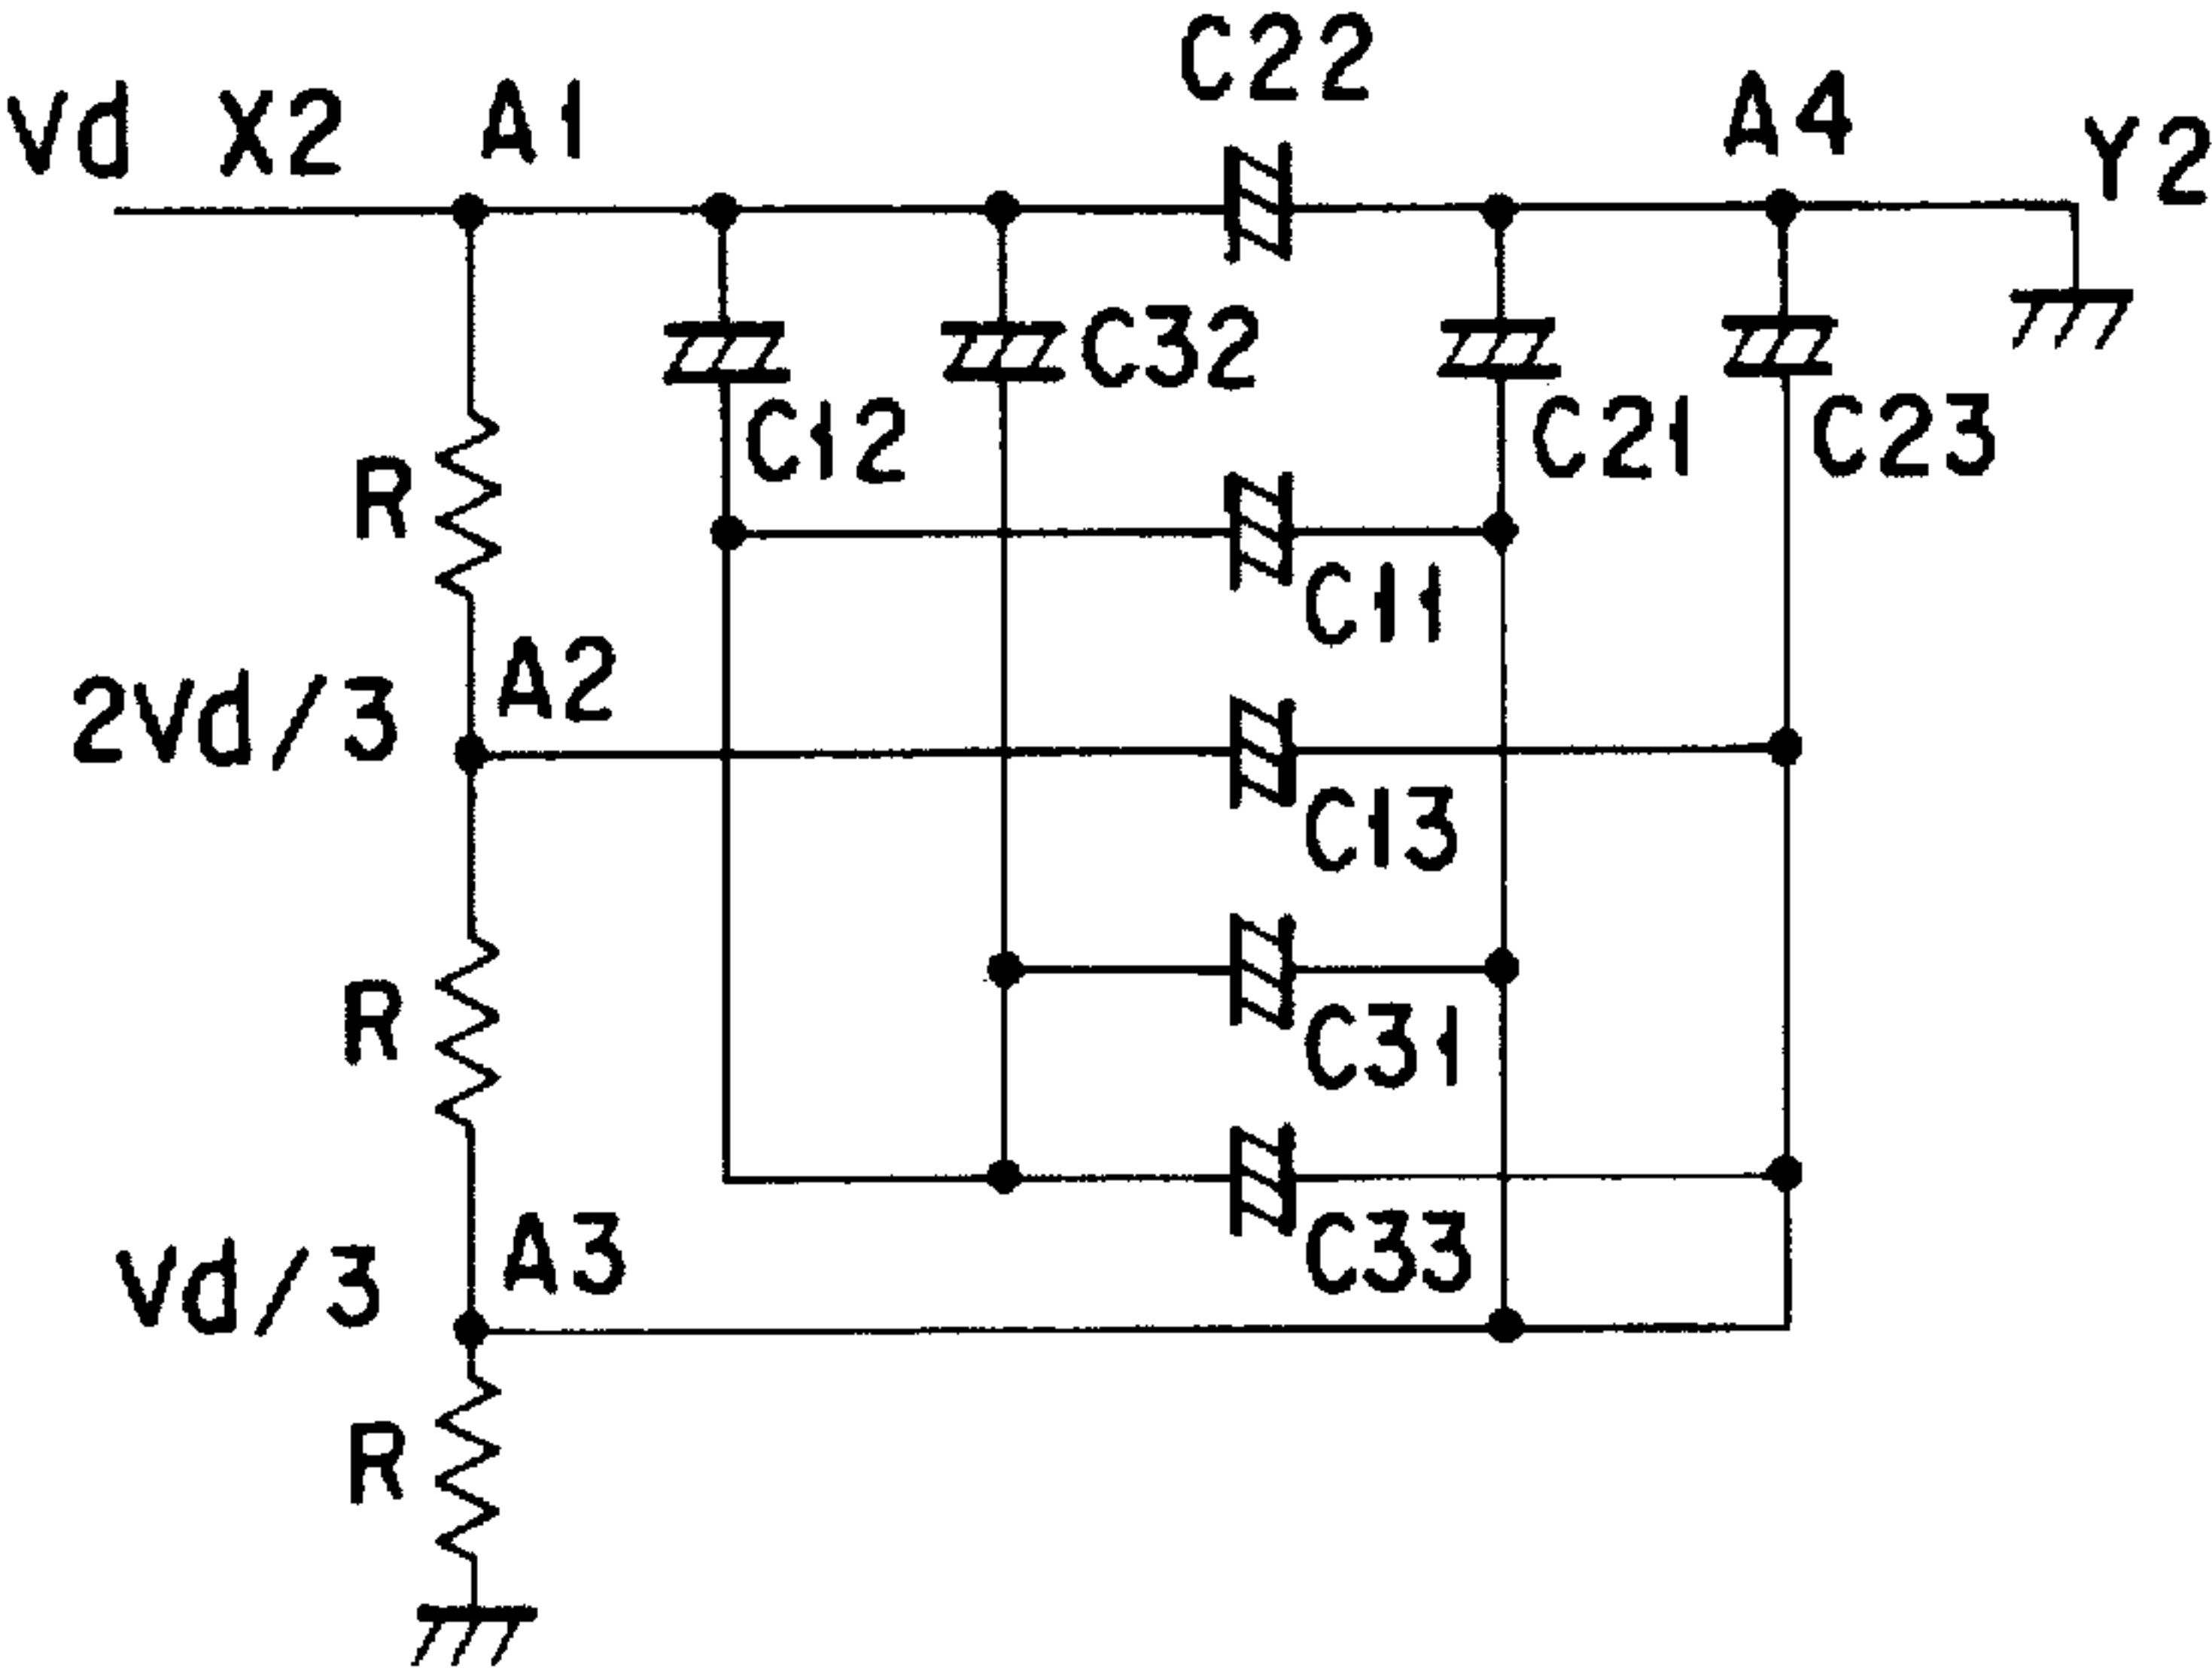 C22
Vd X2 A1 A4 Y2
C32
C12 C21 C23
R
C11
A2
2Vd/3
C13
R
C31
A3
Vd/3
C33
R